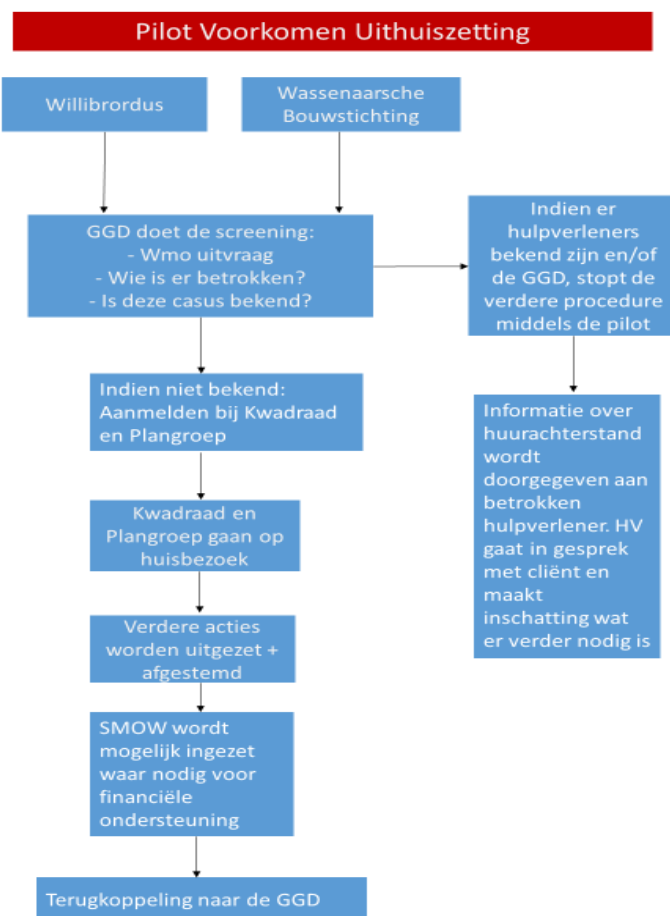 Pilot Voorkomen Uithuiszetting
Willibrordus
Wassenaarsche
Bouwstichting
GGD doet de screening:
- Wmo uitvraag
- Wie is er betrokken?
- Is deze casus bekend?
Indien er
hulpverleners
bekend zijn en/of
de GGD, stopt de
verdere procedure
middels de pilot
Indien niet bekend:
Aanmelden bij Kwadraad
en Plangroep
Informatie over
huurachterstand
wordt
doorgegeven aan
betrokken
hulpverlener. HV
gaat in gesprek
met cliënt en
maakt
inschatting wat
er verder nodig is
Kwadraad en
Plangroep gaan op
huisbezoek
Verdere acties
worden uitgezet +
afgestemd
SMOW wordt
mogelijk ingezet
waar nodig voor
financiële
ondersteuning
Terugkoppeling naar de GGD